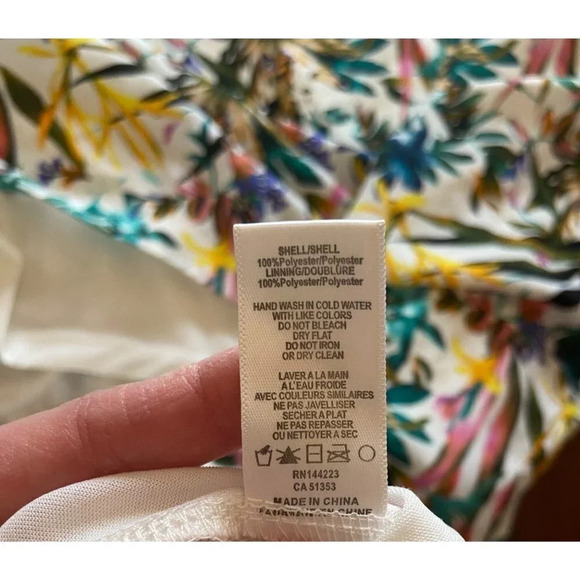 SHELL/SHELL
100%Polyester/Polyester
LINNING/DOUBLURE
100%Polyester/Polyester
HAND WASH IN COLD WATER
WITH LIKE COLORS
DO NOT BLEACH
DRY FLAT
DO NOT IRON
OR DRY CLEAN
LAVER A LA MAIN
A L'EAU FROIDE
AVEC COULEURS SIMILAIRES
NE PAS JAVELLISER
SECHER A PLAT
NE PAS REPASSER
OU NETTOYER A SEC
RN144223
CA 51353
MADE IN CHINA